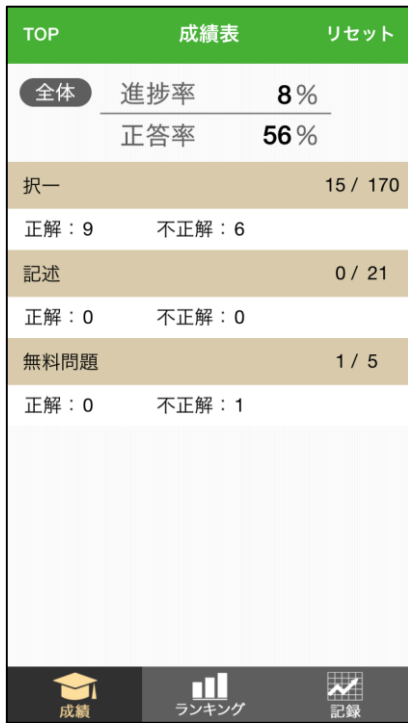 TOP 成績表 リセット
全体 進捗率 8%
正答率 56%
択一 15 / 170
正解：9 不正解：6
記述 0 / 21
正解：0 不正解：0
無料問題 1 / 5
正解：0 不正解：1
成績 ランキング 記録